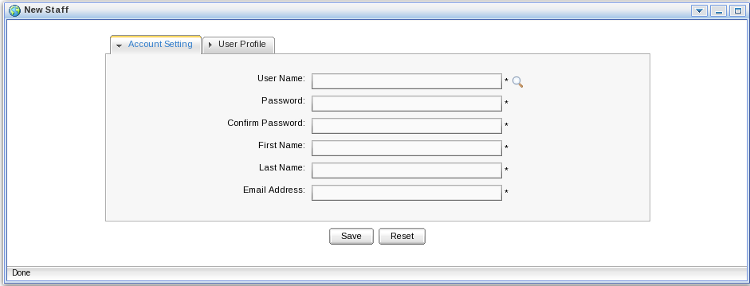 New Staff
Account Setting User Profile
User Name: *
Password: *
Confirm Password: *
First Name: *
Last Name: *
Email Address: *
Save Reset
Done